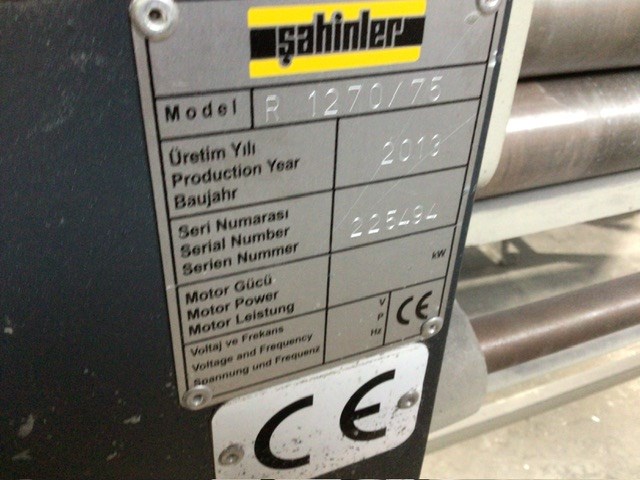 şahinler
Model R 1270/75
Üretim Yılı
Production Year 2013
Baujahr
Seri Numarası
Serial Number 225494
Serien Nummer
Motor Gücü kW
Motor Power
Motor Leistung
Voltaj ve Frekans V
Voltage and Frequency P
Spannung und Frequenz Hz
CE
CE